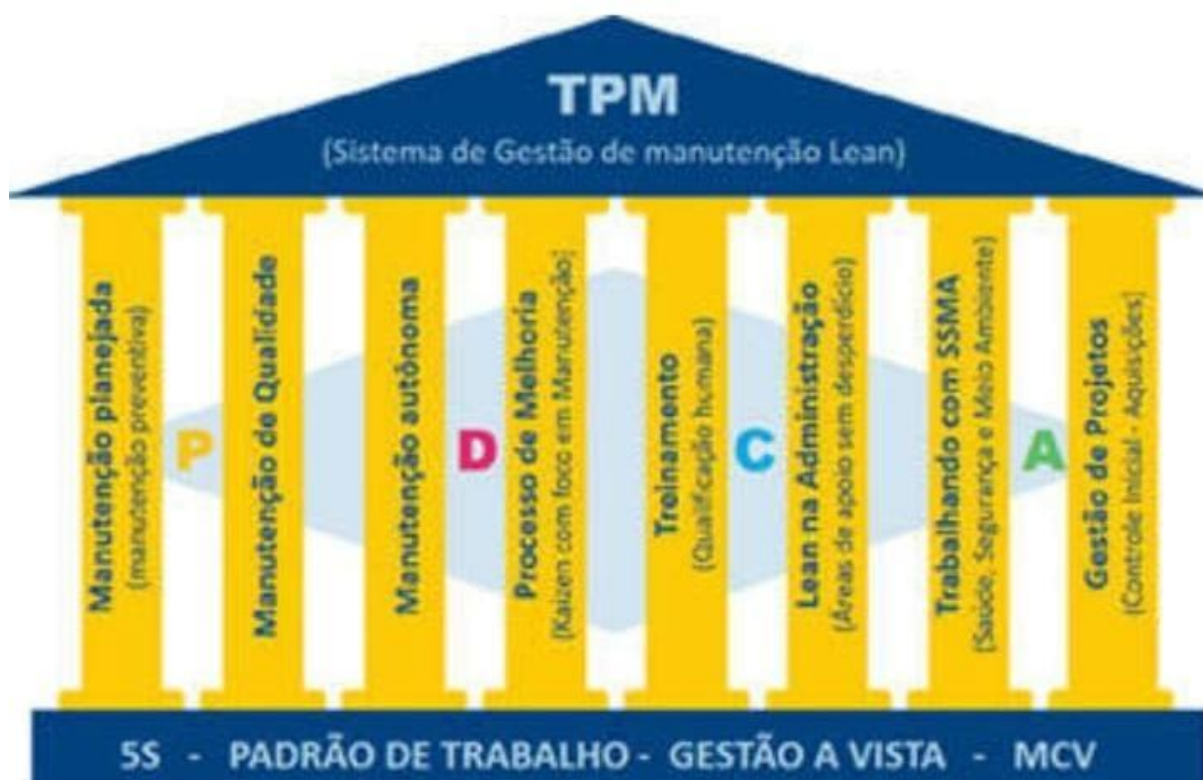 TPM
(Sistema de Gestão de manutenção Lean)
Manutenção planejada
(manutenção preventiva)
Manutenção de Qualidade
Manutenção autônoma
Processo de Melhoria
(Kaizen com foco em Manutenção)
Treinamento
(Qualificação humana)
Lean na Administração
(Áreas de apoio sem desperdício)
Trabalhando com SSMA
(Saúde, Segurança e Meio Ambiente)
Gestão de Projetos
(Controle Inicial - Aquisições)
P
D
C
A
5S - PADRÃO DE TRABALHO - GESTÃO A VISTA - MCV